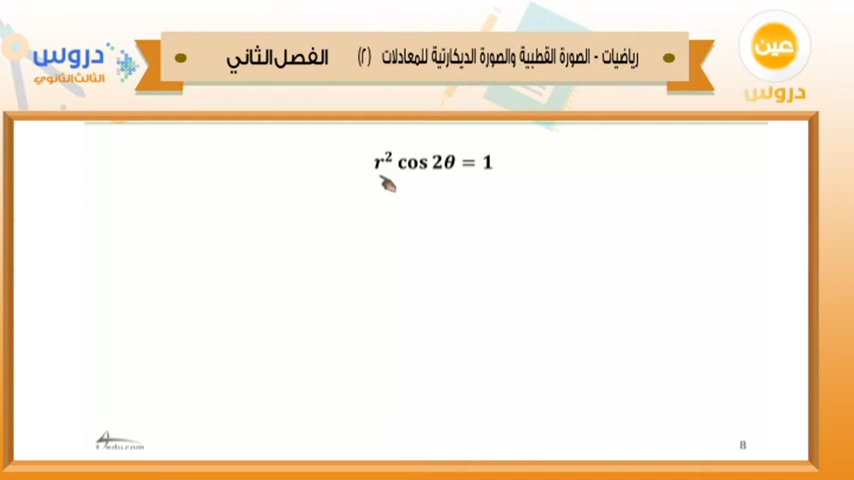 دروس
الثالث الثانوي
رياضيات - الصورة القطبية والصورة الديكارتية للمعادلات (٢) الفصل الثاني
عين
دروس
r² cos 2θ = 1
8